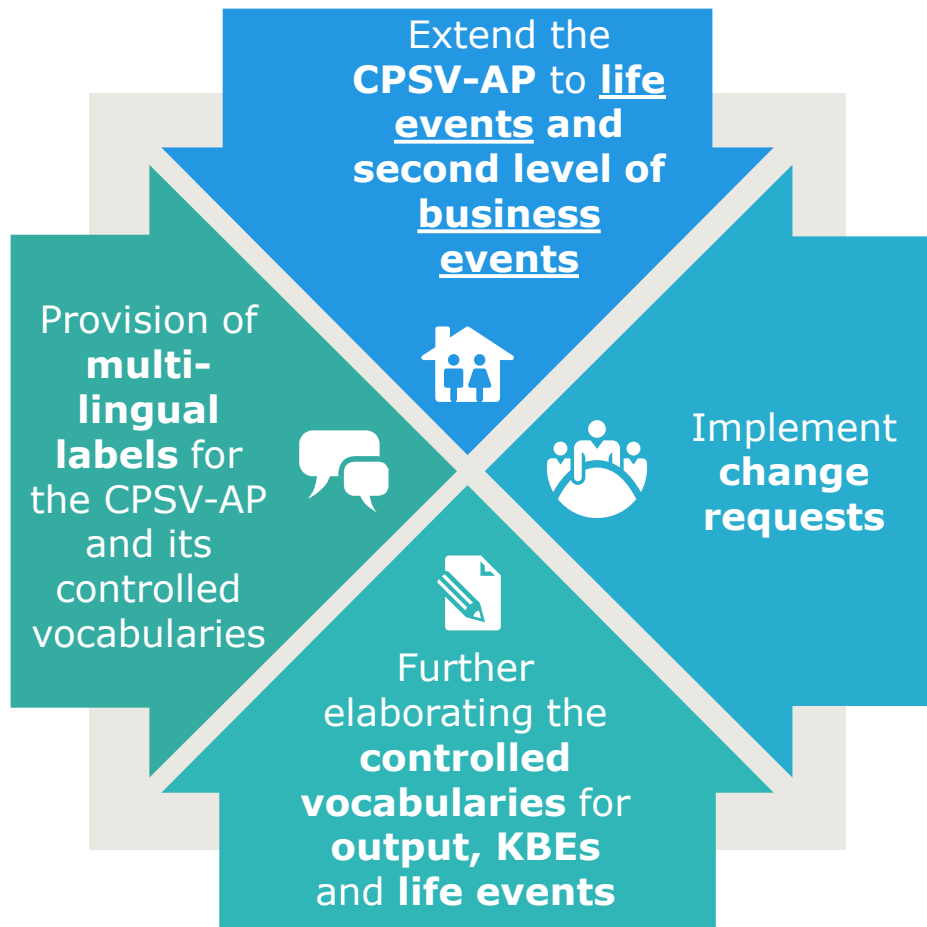 Extend the
CPSV-AP to life
events and
second level of
business
events
Provision of
multi-
lingual
labels for
the CPSV-AP
and its
controlled
vocabularies
Implement
change
requests
Further
elaborating the
controlled
vocabularies for
output, KBEs
and life events